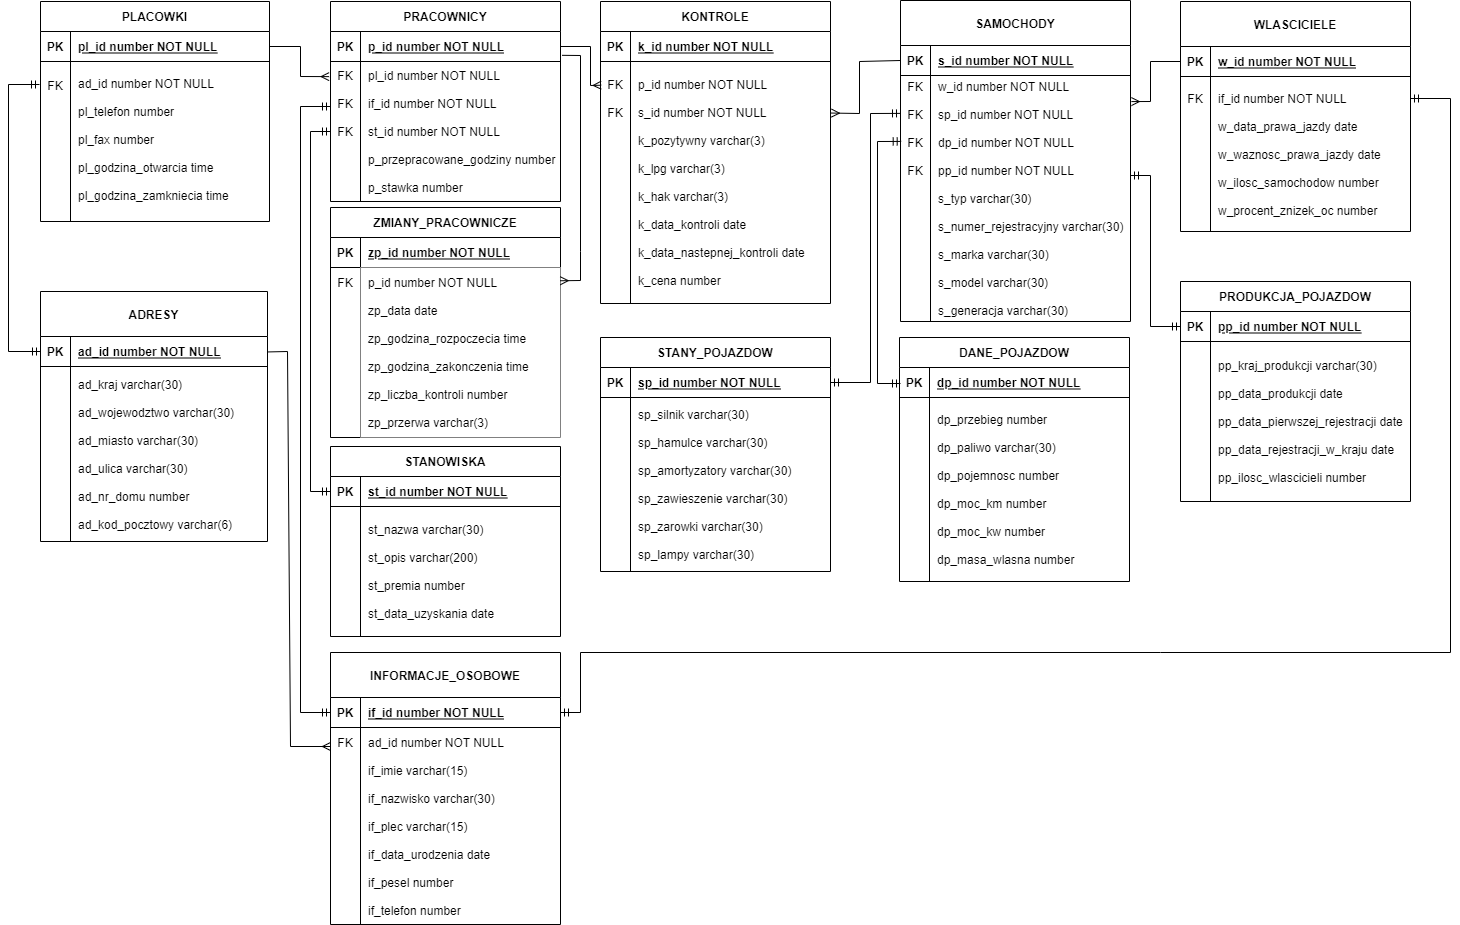 PLACOWKI
PK pl_id number NOT NULL
FK ad_id number NOT NULL
pl_telefon number
pl_fax number
pl_godzina_otwarcia time
pl_godzina_zamkniecia time
PRACOWNICY
PK p_id number NOT NULL
FK pl_id number NOT NULL
FK if_id number NOT NULL
FK st_id number NOT NULL
p_przepracowane_godziny number
p_stawka number
KONTROLE
PK k_id number NOT NULL
FK p_id number NOT NULL
FK s_id number NOT NULL
k_pozytywny varchar(3)
k_lpg varchar(3)
k_hak varchar(3)
k_data_kontroli date
k_data_nastepnej_kontroli date
k_cena number
SAMOCHODY
PK s_id number NOT NULL
FK w_id number NOT NULL
FK sp_id number NOT NULL
FK dp_id number NOT NULL
FK pp_id number NOT NULL
s_typ varchar(30)
s_numer_rejestracyjny varchar(30)
s_marka varchar(30)
s_model varchar(30)
s_generacja varchar(30)
WLASCICIELE
PK w_id number NOT NULL
FK if_id number NOT NULL
w_data_prawa_jazdy date
w_waznosc_prawa_jazdy date
w_ilosc_samochodow number
w_procent_znizek_oc number
ZMIANY_PRACOWNICZE
PK zp_id number NOT NULL
FK p_id number NOT NULL
zp_data date
zp_godzina_rozpoczecia time
zp_godzina_zakonczenia time
zp_liczba_kontroli number
zp_przerwa varchar(3)
ADRESY
PK ad_id number NOT NULL
ad_kraj varchar(30)
ad_wojewodztwo varchar(30)
ad_miasto varchar(30)
ad_ulica varchar(30)
ad_nr_domu number
ad_kod_pocztowy varchar(6)
STANY_POJAZDOW
PK sp_id number NOT NULL
sp_silnik varchar(30)
sp_hamulce varchar(30)
sp_amortyzatory varchar(30)
sp_zawieszenie varchar(30)
sp_zarowki varchar(30)
sp_lampy varchar(30)
DANE_POJAZDOW
PK dp_id number NOT NULL
dp_przebieg number
dp_paliwo varchar(30)
dp_pojemnosc number
dp_moc_km number
dp_moc_kw number
dp_masa_wlasna number
PRODUKCJA_POJAZDOW
PK pp_id number NOT NULL
pp_kraj_produkcji varchar(30)
pp_data_produkcji date
pp_data_pierwszej_rejestracji date
pp_data_rejestracji_w_kraju date
pp_ilosc_wlascicieli number
STANOWISKA
PK st_id number NOT NULL
st_nazwa varchar(30)
st_opis varchar(200)
st_premia number
st_data_uzyskania date
INFORMACJE_OSOBOWE
PK if_id number NOT NULL
FK ad_id number NOT NULL
if_imie varchar(15)
if_nazwisko varchar(30)
if_plec varchar(15)
if_data_urodzenia date
if_pesel number
if_telefon number